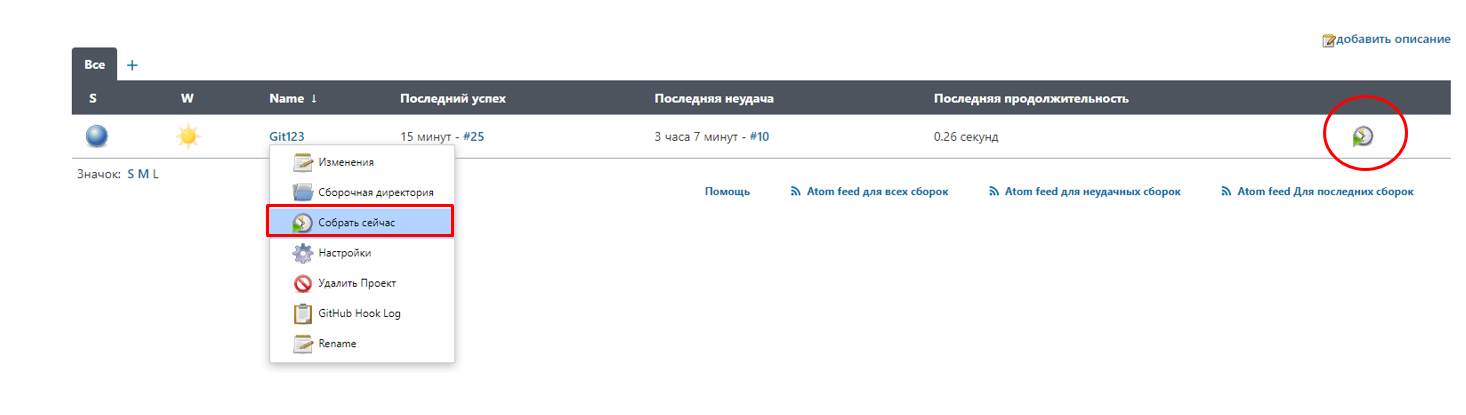 добавить описание
Все +
S W Name ↓ Последний успех Последняя неудача Последняя продолжительность
Git123 15 минут - #25 3 часа 7 минут - #10 0.26 секунд
Значок: S M L
Помощь Atom feed для всех сборок Atom feed для неудачных сборок Atom feed Для последних сборок
Изменения
Сборочная директория
Собрать сейчас
Настройки
Удалить Проект
GitHub Hook Log
Rename